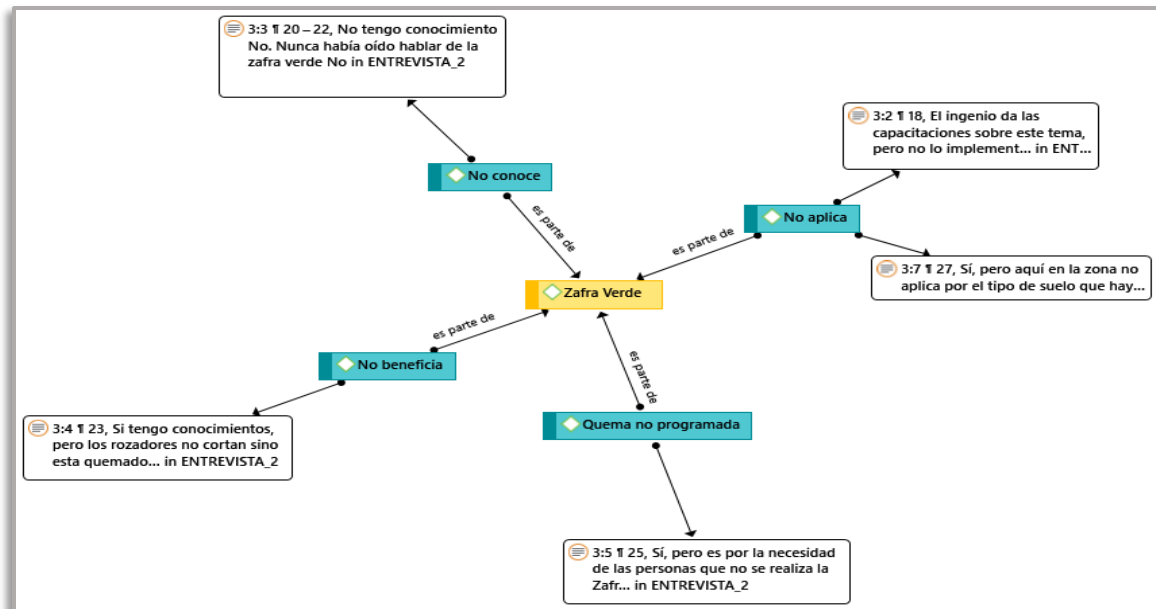 3:3 ¶ 20 – 22, No tengo conocimiento
No. Nunca había oído hablar de la
zafra verde No in ENTREVISTA_2
3:2 ¶ 18, El ingenio da las
capacitaciones sobre este tema,
pero no lo implement... in ENT...
No conoce
es parte de
No aplica
es parte de
3:7 ¶ 27, Sí, pero aquí en la zona no
aplica por el tipo de suelo que hay...
Zafra Verde
es parte de
No beneficia
es parte de
Quema no programada
3:4 ¶ 23, Si tengo conocimientos,
pero los rozadores no cortan sino
esta quemado... in ENTREVISTA_2
3:5 ¶ 25, Sí, pero es por la necesidad
de las personas que no se realiza la
Zafr... in ENTREVISTA_2